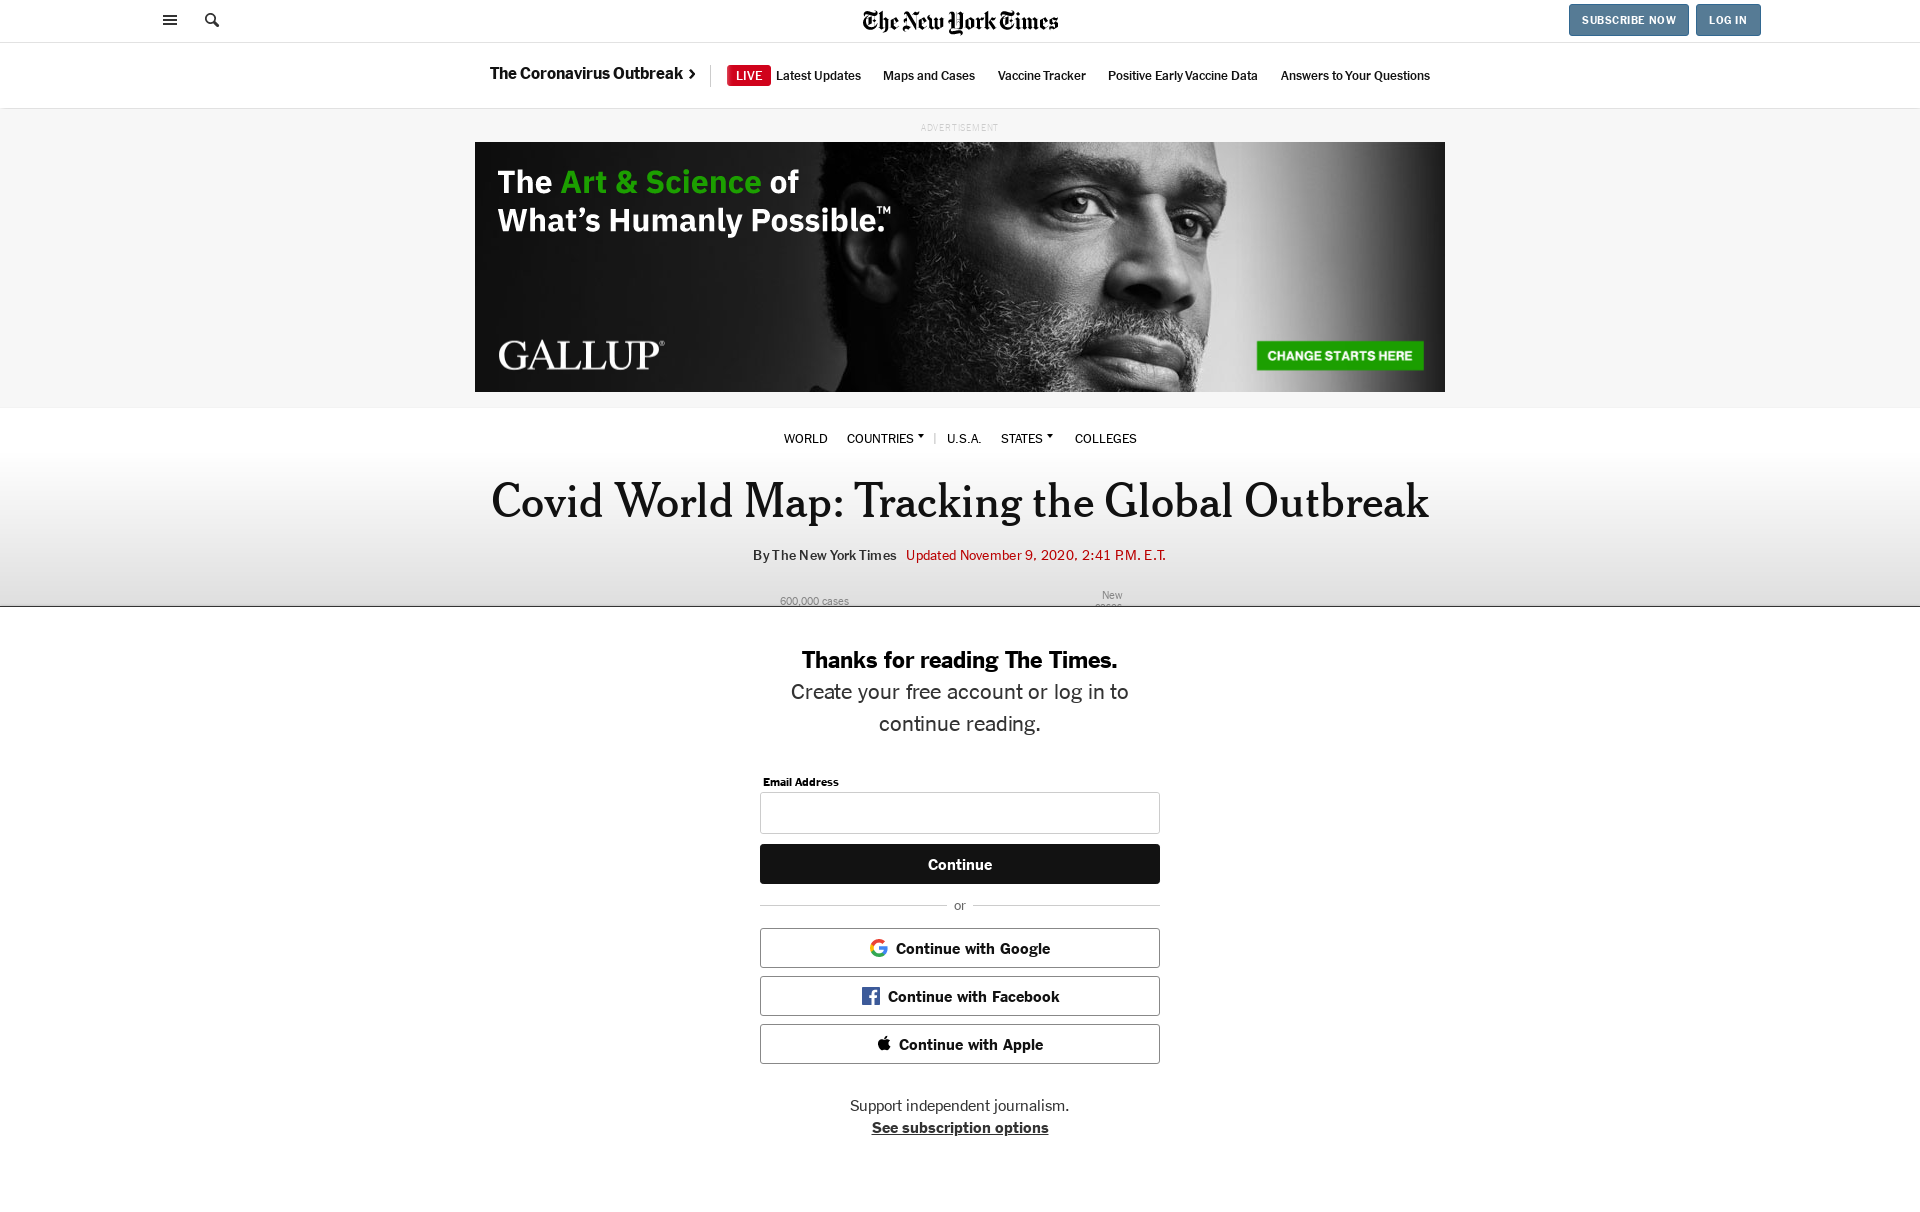 The New York Times
SUBSCRIBE NOW
LOG IN
The Coronavirus Outbreak
LIVE Latest Updates
Maps and Cases
Vaccine Tracker
Positive Early Vaccine Data
Answers to Your Questions
ADVERTISEMENT
The Art & Science of
What's Humanly Possible.™
GALLUP®
CHANGE STARTS HERE
WORLD
COUNTRIES
U.S.A.
STATES
COLLEGES
Covid World Map: Tracking the Global Outbreak
By The New York Times Updated November 9, 2020, 2:41 P.M. E.T.
600,000 cases
New
Thanks for reading The Times.
Create your free account or log in to
continue reading.
Email Address
Continue
or
Continue with Google
Continue with Facebook
Continue with Apple
Support independent journalism.
See subscription options